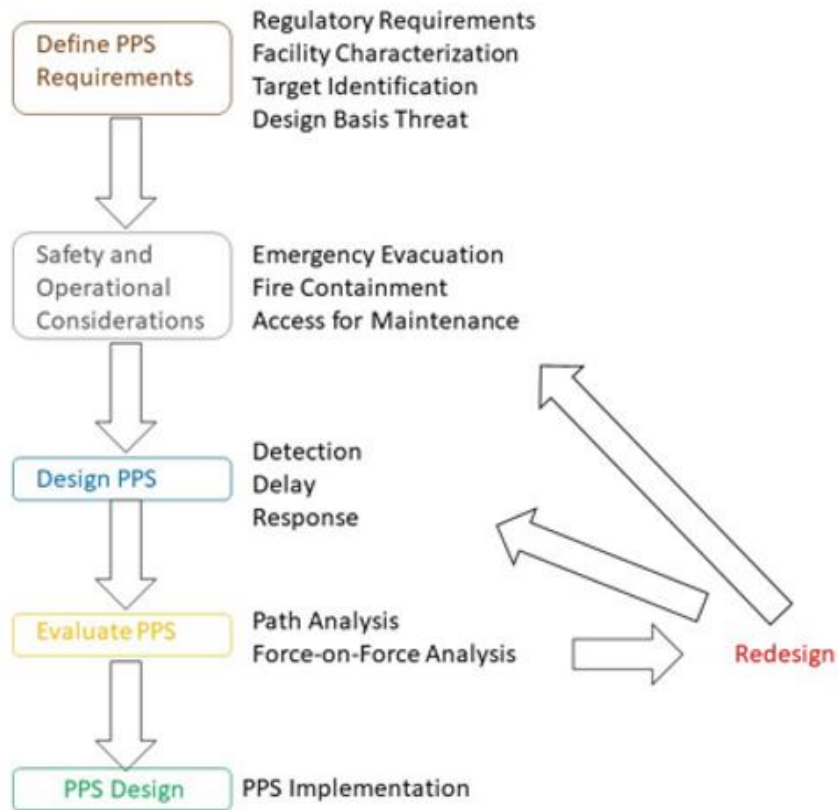 Define PPS
Requirements
Regulatory Requirements
Facility Characterization
Target Identification
Design Basis Threat
Safety and
Operational
Considerations
Emergency Evacuation
Fire Containment
Access for Maintenance
Design PPS
Detection
Delay
Response
Evaluate PPS
Path Analysis
Force-on-Force Analysis
Redesign
PPS Design
PPS Implementation